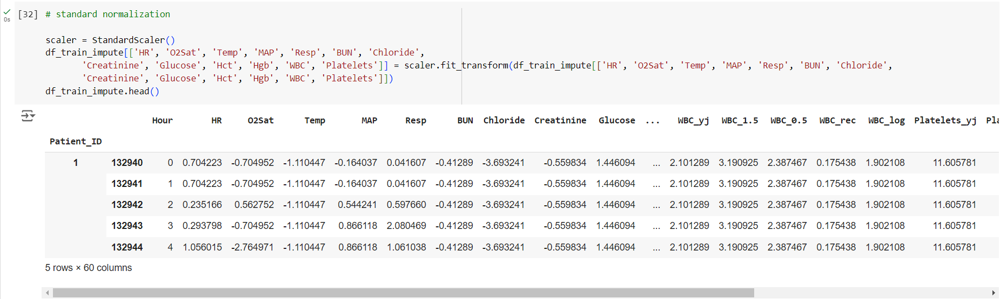 [32] # standard normalization
0s
scaler = StandardScaler()
df_train_impute[['HR', 'O2Sat', 'Temp', 'MAP', 'Resp', 'BUN', 'Chloride',
'Creatinine', 'Glucose', 'Hct', 'Hgb', 'WBC', 'Platelets']] = scaler.fit_transform(df_train_impute[['HR', 'O2Sat', 'Temp', 'MAP', 'Resp', 'BUN', 'Chloride',
'Creatinine', 'Glucose', 'Hct', 'Hgb', 'WBC', 'Platelets']])
df_train_impute.head()
Hour HR O2Sat Temp MAP Resp BUN Chloride Creatinine Glucose ... WBC_yj WBC_1.5 WBC_0.5 WBC_rec WBC_log Platelets_yj Pla
Patient_ID
1 132940 0 0.704223 -0.704952 -1.110447 -0.164037 0.041607 -0.41289 -3.693241 -0.559834 1.446094 ... 2.101289 3.190925 2.387467 0.175438 1.902108 11.605781
132941 1 0.704223 -0.704952 -1.110447 -0.164037 0.041607 -0.41289 -3.693241 -0.559834 1.446094 ... 2.101289 3.190925 2.387467 0.175438 1.902108 11.605781
132942 2 0.235166 0.562752 -1.110447 0.544241 0.597660 -0.41289 -3.693241 -0.559834 1.446094 ... 2.101289 3.190925 2.387467 0.175438 1.902108 11.605781
132943 3 0.293798 -0.704952 -1.110447 0.866118 2.080469 -0.41289 -3.693241 -0.559834 1.446094 ... 2.101289 3.190925 2.387467 0.175438 1.902108 11.605781
132944 4 1.056015 -2.764971 -1.110447 0.866118 1.061038 -0.41289 -3.693241 -0.559834 1.446094 ... 2.101289 3.190925 2.387467 0.175438 1.902108 11.605781
5 rows × 60 columns